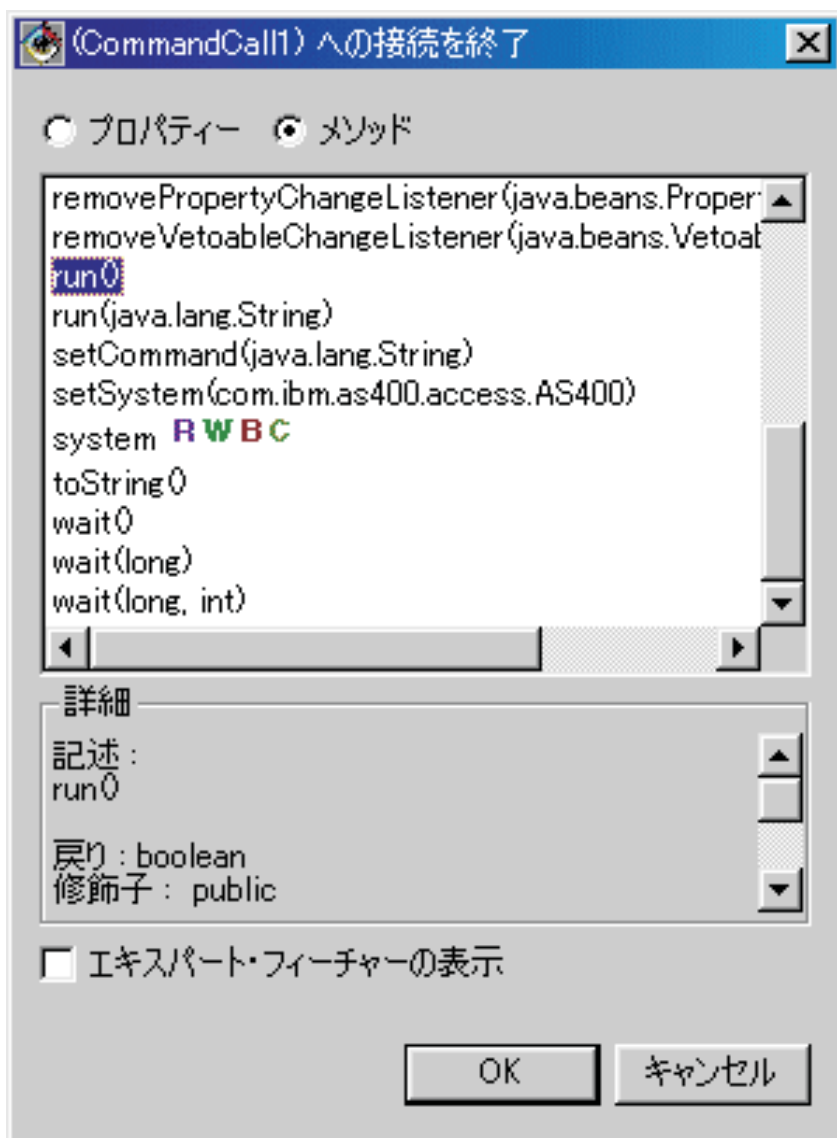 (CommandCall1) への接続を終了
プロパティー メソッド
removePropertyChangeListener(java.beans.Proper
removeVetoableChangeListener(java.beans.Vetoab
run()
run(java.lang.String)
setCommand(java.lang.String)
setSystem(com.ibm.as400.access.AS400)
system R W B C
toString()
wait()
wait(long)
wait(long, int)
詳細
記述 :
run()
戻り : boolean
修飾子 : public
エキスパート・フィーチャーの表示
OK キャンセル